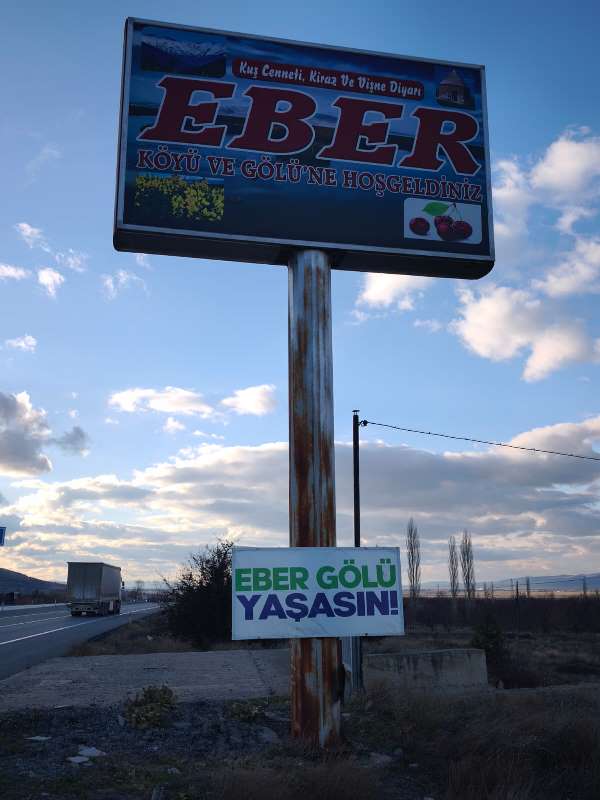 Kuş Cenneti, Kiraz Ve Vişne Diyarı
EBER
KÖYÜ VE GÖLÜ'NE HOŞGELDİNİZ
EBER GÖLÜ
YAŞASIN!